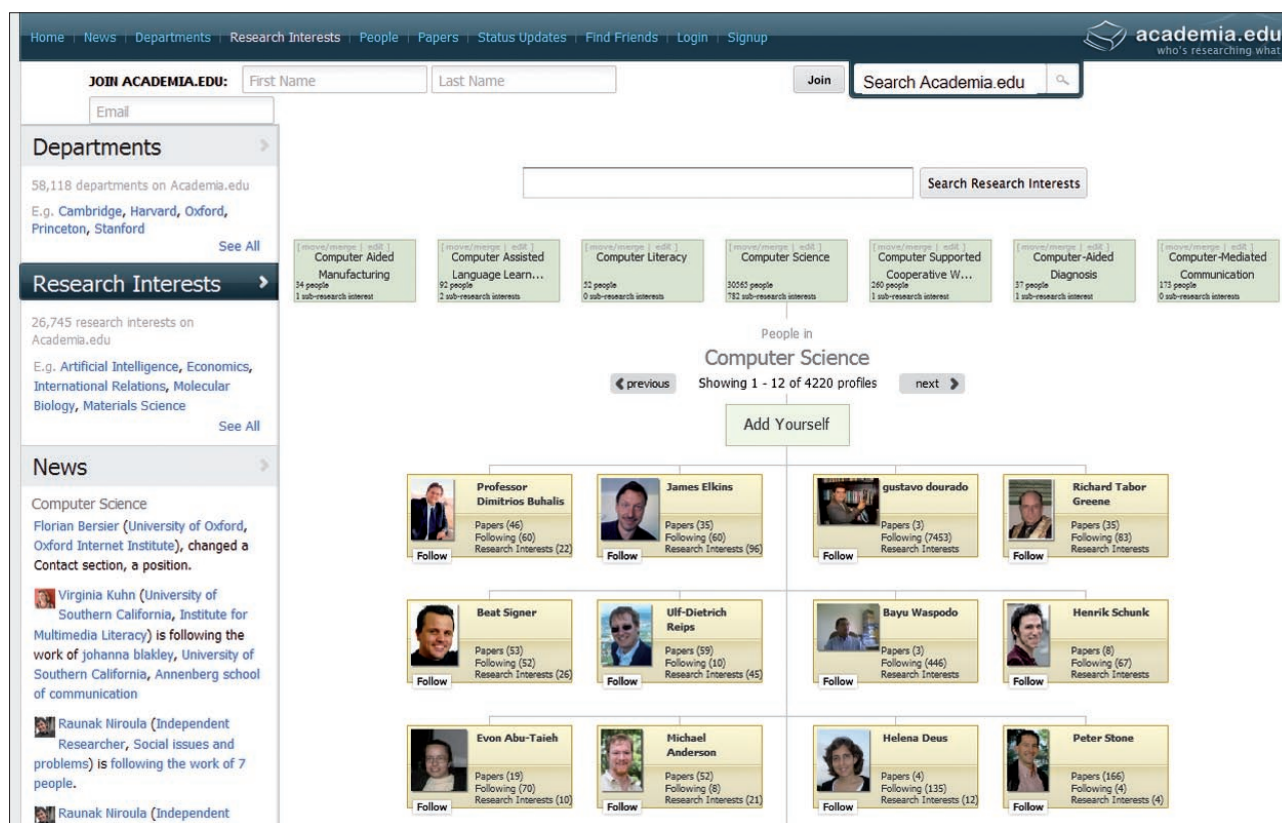 Home | News | Departments | Research Interests | People | Papers | Status Updates | Find Friends | Login | Signup
academia.edu
who's researching what
JOIN ACADEMIA.EDU:
First Name
Last Name
Join
Search Academia.edu
Email
Departments
58,118 departments on Academia.edu
E.g. Cambridge, Harvard, Oxford,
Princeton, Stanford
See All
Research Interests
26,745 research interests on
Academia.edu
E.g. Artificial Intelligence, Economics,
International Relations, Molecular
Biology, Materials Science
See All
News
Computer Science
Florian Bersier (University of Oxford,
Oxford Internet Institute), changed a
Contact section, a position.
Virginia Kuhn (University of
Southern California, Institute for
Multimedia Literacy) is following the
work of johanna blakley, University of
Southern California, Annenberg school
of communication
Raunak Niroula (Independent
Researcher, Social issues and
problems) is following the work of 7
people.
Raunak Niroula (Independent
Search Research Interests
[ move/merge | edit ]
Computer Aided
Manufacturing
34 people
1 sub-research interest
[ move/merge | edit ]
Computer Assisted
Language Learn...
92 people
2 sub-research interests
[ move/merge | edit ]
Computer Literacy
52 people
0 sub-research interests
[ move/merge | edit ]
Computer Science
30565 people
782 sub-research interests
[ move/merge | edit ]
Computer Supported
Cooperative W...
260 people
1 sub-research interest
[ move/merge | edit ]
Computer-Aided
Diagnosis
37 people
1 sub-research interest
[ move/merge | edit ]
Computer-Mediated
Communication
173 people
0 sub-research interests
People in
Computer Science
previous
Showing 1 - 12 of 4220 profiles
next
Add Yourself
Professor
Dimitrios Buhalis
Papers (46)
Following (60)
Research Interests (22)
Follow
James Elkins
Papers (35)
Following (60)
Research Interests (96)
Follow
gustavo dourado
Papers (3)
Following (7453)
Research Interests
Follow
Richard Tabor
Greene
Papers (35)
Following (83)
Research Interests
Follow
Beat Signer
Papers (53)
Following (52)
Research Interests (26)
Follow
Ulf-Dietrich
Reips
Papers (59)
Following (10)
Research Interests (45)
Follow
Bayu Waspodo
Papers (3)
Following (446)
Research Interests
Follow
Henrik Schunk
Papers (8)
Following (67)
Research Interests
Follow
Evon Abu-Taieh
Papers (19)
Following (70)
Research Interests (10)
Follow
Michael
Anderson
Papers (52)
Following (8)
Research Interests (21)
Follow
Helena Deus
Papers (4)
Following (135)
Research Interests (12)
Follow
Peter Stone
Papers (166)
Following (4)
Research Interests (4)
Follow